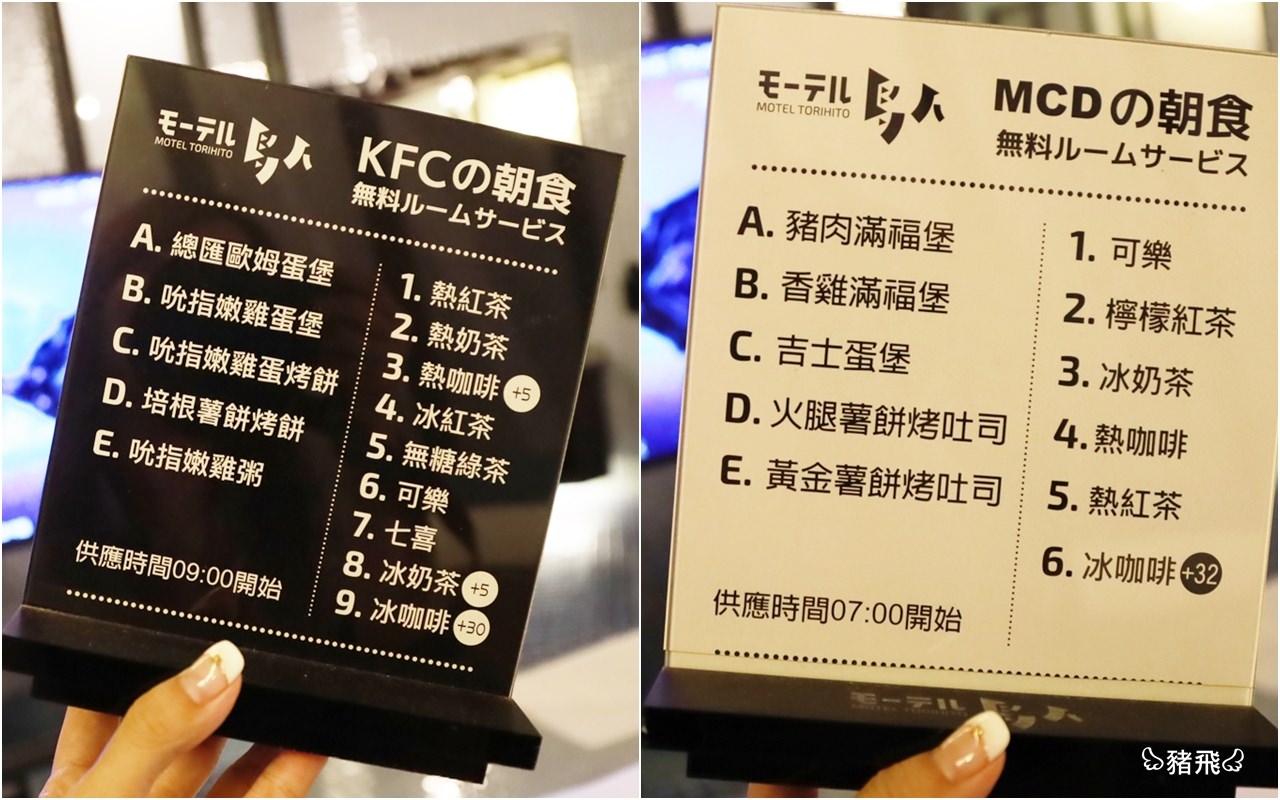 モーテル
MOTEL TORIHITO
KFCの朝食
無料ルームサービス
A. 總匯歐姆蛋堡
B. 吮指嫩雞蛋堡
C. 吮指嫩雞蛋烤餅
D. 培根薯餅烤餅
E. 吮指嫩雞粥
供應時間09:00開始
1. 熱紅茶
2. 熱奶茶
3. 熱咖啡 +5
4. 冰紅茶
5. 無糖綠茶
6. 可樂
7. 七喜
8. 冰奶茶 +5
9. 冰咖啡 +30
モーテル
MOTEL TORIHITO
MCDの朝食
無料ルームサービス
A. 豬肉滿福堡
B. 香雞滿福堡
C. 吉士蛋堡
D. 火腿薯餅烤吐司
E. 黃金薯餅烤吐司
供應時間07:00開始
1. 可樂
2. 檸檬紅茶
3. 冰奶茶
4. 熱咖啡
5. 熱紅茶
6. 冰咖啡 +32
モーテル
MOTEL TORIHITO
豬飛